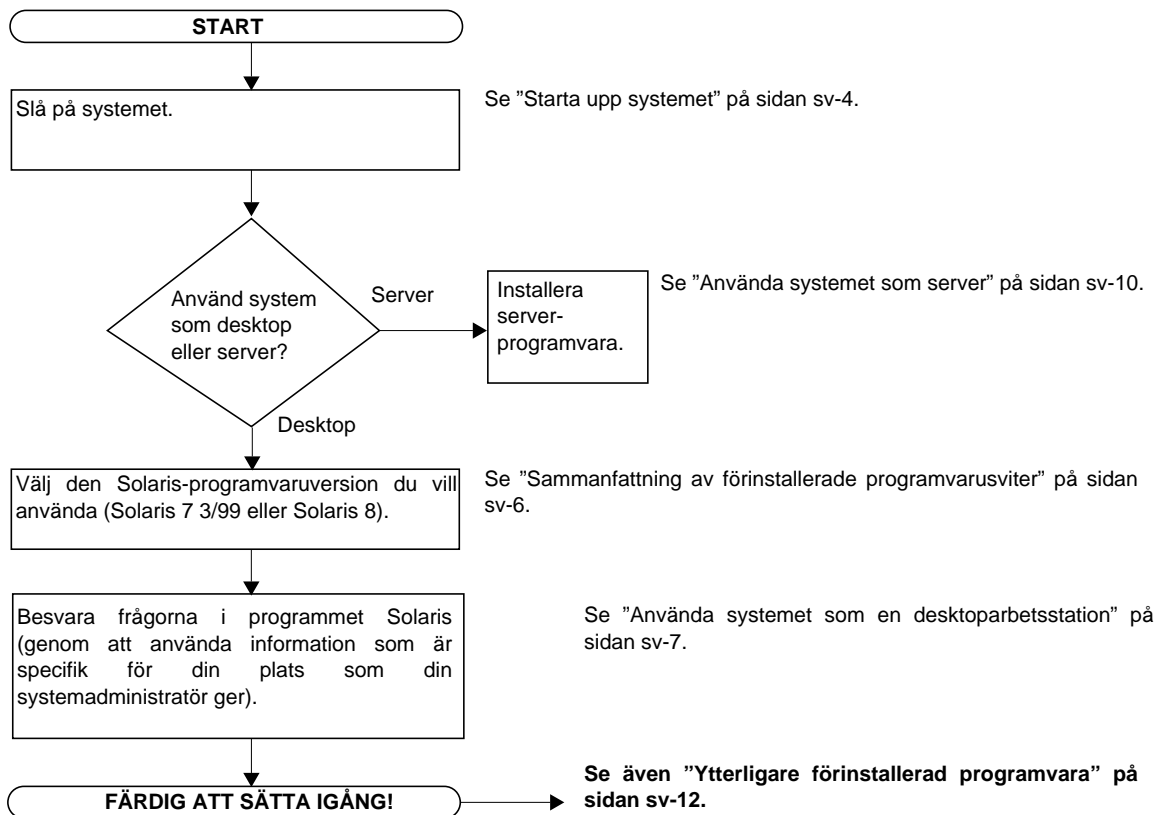 START
Slå på systemet.
Se ”Starta upp systemet” på sidan sv-4.
Använd system
som desktop
eller server?
Server
Installera
server-
programvara.
Se ”Använda systemet som server” på sidan sv-10.
Desktop
Välj den Solaris-programvaruversion du vill
använda (Solaris 7 3/99 eller Solaris 8).
Se ”Sammanfattning av förinstallerade programvarusviter” på sidan
sv-6.
Besvara frågorna i programmet Solaris
(genom att använda information som är
specifik för din plats som din
systemadministratör ger).
Se ”Använda systemet som en desktoparbetsstation” på
sidan sv-7.
FÄRDIG ATT SÄTTA IGÅNG!
Se även ”Ytterligare förinstallerad programvara” på
sidan sv-12.